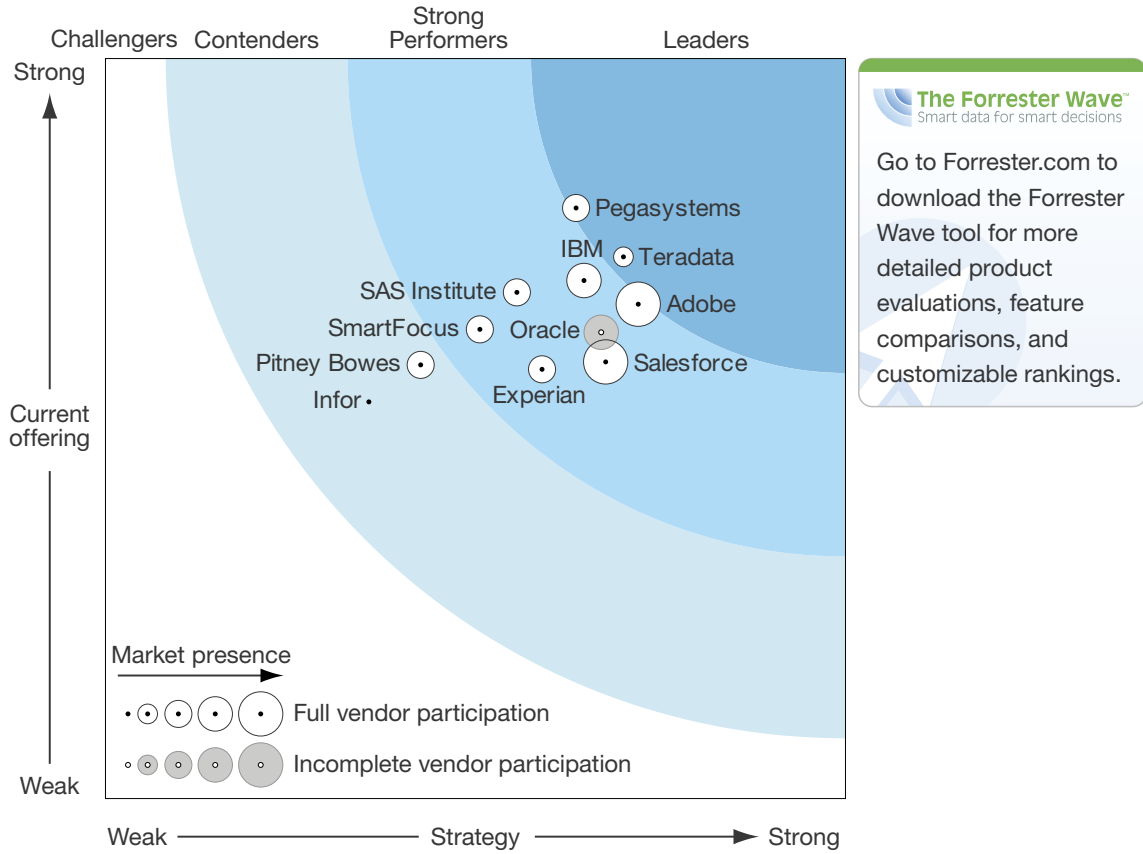 Challengers
Contenders
Strong
Performers
Leaders
Strong
Current
offering
Weak
Pegasystems
IBM
Teradata
SAS Institute
Adobe
SmartFocus
Oracle
Pitney Bowes
Salesforce
Experian
Infor
Market presence
Full vendor participation
Incomplete vendor participation
Weak
Strategy
Strong
The Forrester Wave™
Smart data for smart decisions
Go to Forrester.com to
download the Forrester
Wave tool for more
detailed product
evaluations, feature
comparisons, and
customizable rankings.